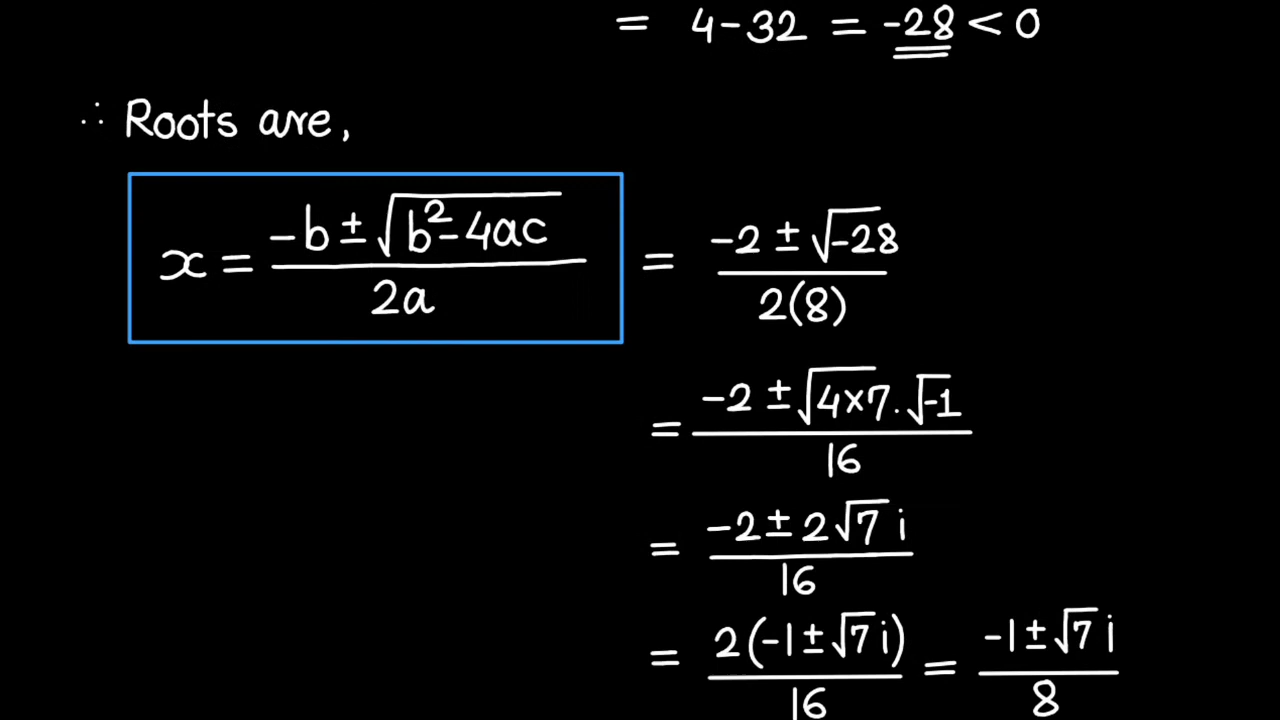 = 4-32 = -28 < 0
∴ Roots are,
x = (-b ± √(b²-4ac))/(2a) = (-2 ± √(-28))/(2(8))
= (-2 ± √(4×7).√(-1))/16
= (-2 ± 2√7 i)/16
= (2(-1 ± √7 i))/16 = (-1 ± √7 i)/8